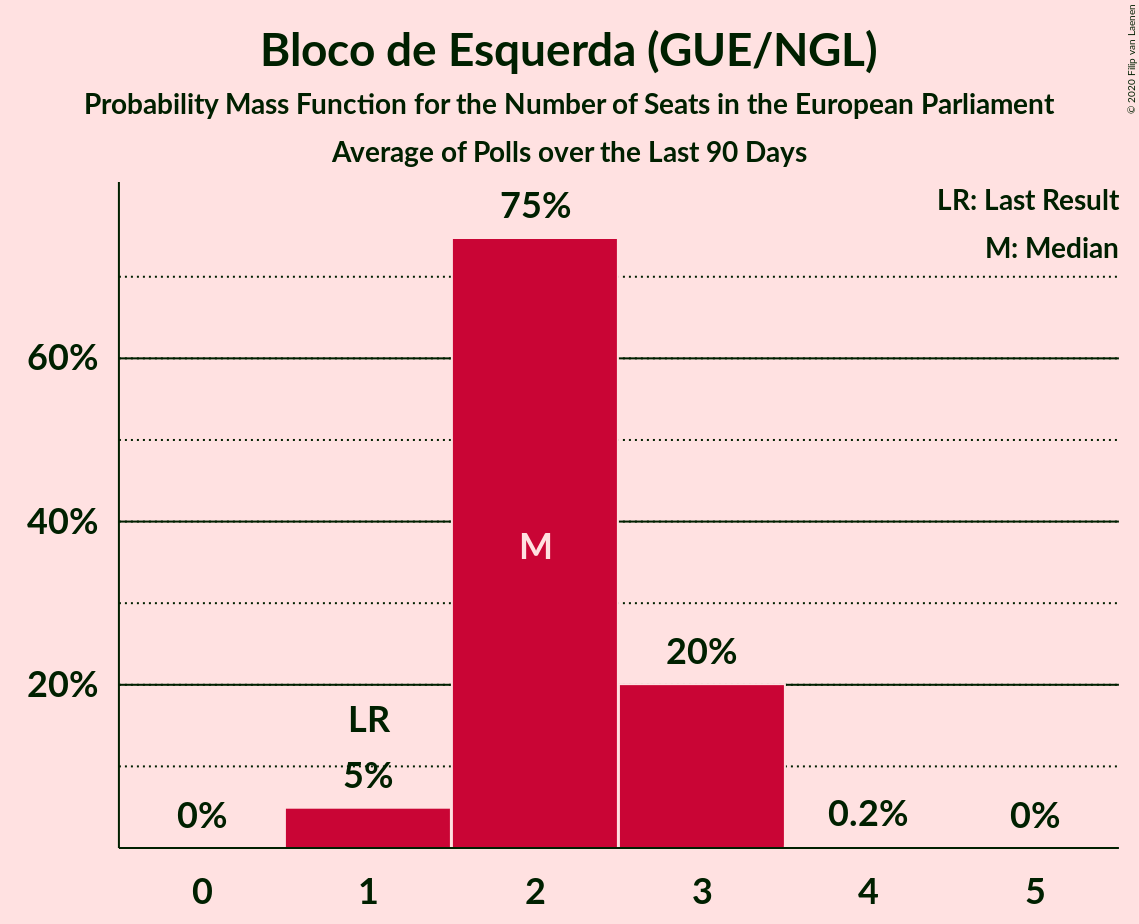 Bloco de Esquerda (GUE/NGL)
Probability Mass Function for the Number of Seats in the European Parliament
Average of Polls over the Last 90 Days
© 2020 Filip van Laenen
LR: Last Result
M: Median
75%
60%
40%
M
20%
20%
LR
5%
0%
0.2%
0%
0 1 2 3 4 5